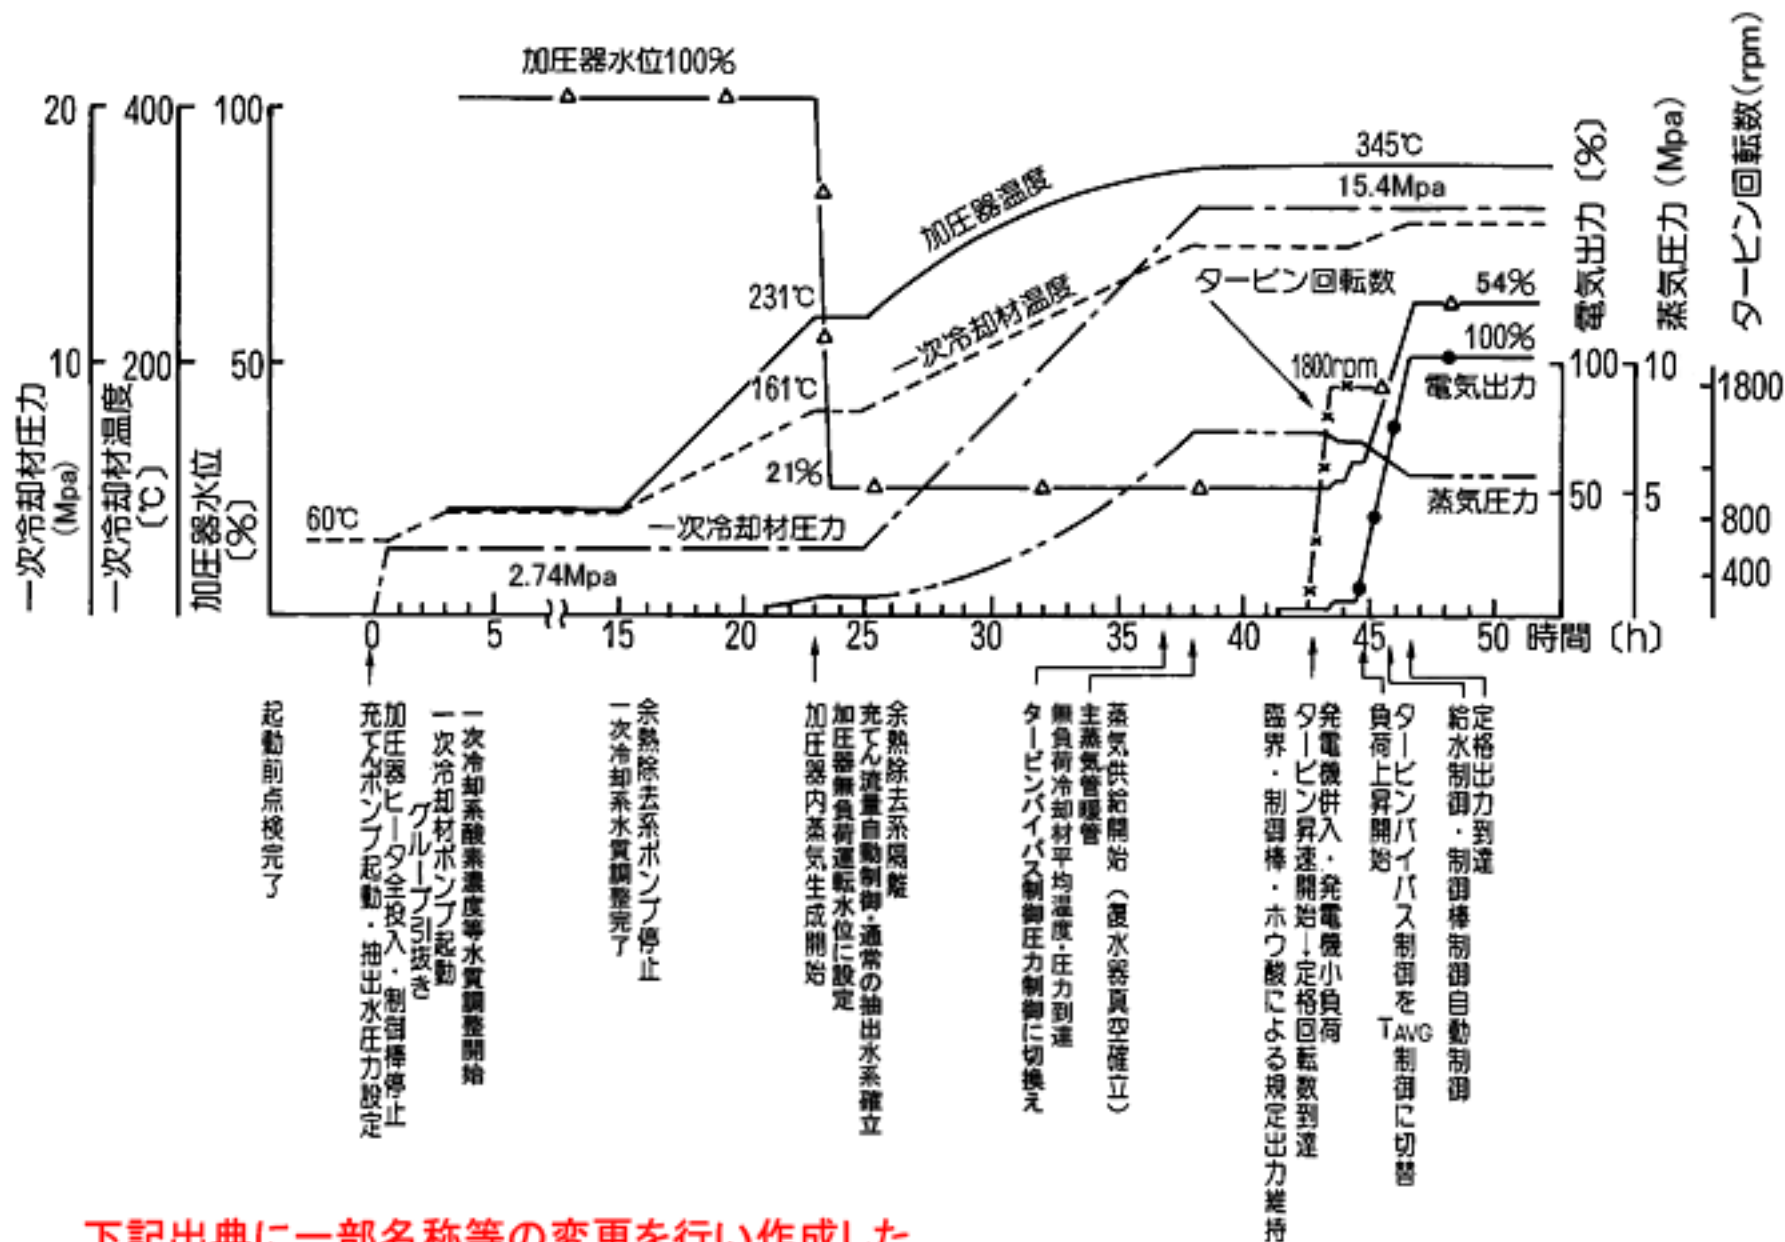 加圧器水位100%
20
400
100
10
200
50
一次冷却材圧力
(Mpa)
一次冷却材温度
(℃)
加圧器水位
(%)
加圧器温度
345℃
15.4Mpa
231℃
一次冷却材温度
161℃
21%
60℃
一次冷却材圧力
2.74Mpa
タービン回転数
1800rpm
54%
100%
電気出力
蒸気圧力
電気出力 (%)
蒸気圧力 (Mpa)
タービン回転数(rpm)
100
10
1800
50
5
800
400
0
5
15
20
25
30
35
40
45
50
時間 (h)
起動前点検完了
充てんポンプ起動・抽出水圧力設定
加圧器ヒータ全投入・制御棒停止
グループ引抜き
一次冷却材ポンプ起動
一次冷却系酸素濃度等水質調整開始
一次冷却系水質調整完了
余熱除去系ポンプ停止
加圧器内蒸気生成開始
加圧器無負荷運転水位に設定
充てん流量自動制御・通常の抽出水系確立
余熱除去系隔離
タービンバイパス制御圧力制御に切換え
無負荷冷却材平均温度・圧力到達
主蒸気管暖管
蒸気供給開始(復水器真空確立)
臨界・制御棒・ホウ酸による規定出力維持
タービン昇速開始→定格回転数到達
発電機併入・発電機小負荷
負荷上昇開始
タービンバイパス制御をTAVG制御に切替
給水制御・制御棒制御自動制御
定格出力到達
下記出典に一部名称等の変更を行い作成した